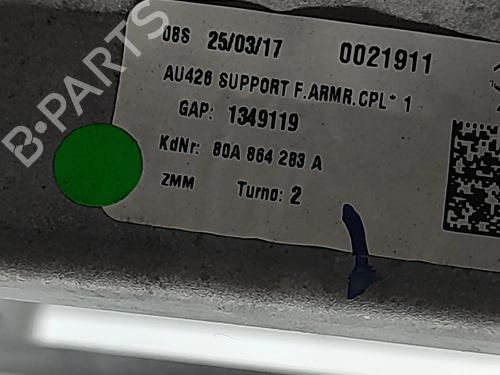 08S 25/03/17 0021911
AU426 SUPPORT F.ARMR.CPL* 1
GAP: 1349119
KdNr: 80A 864 283 A
ZMM Turno: 2
B-PARTS